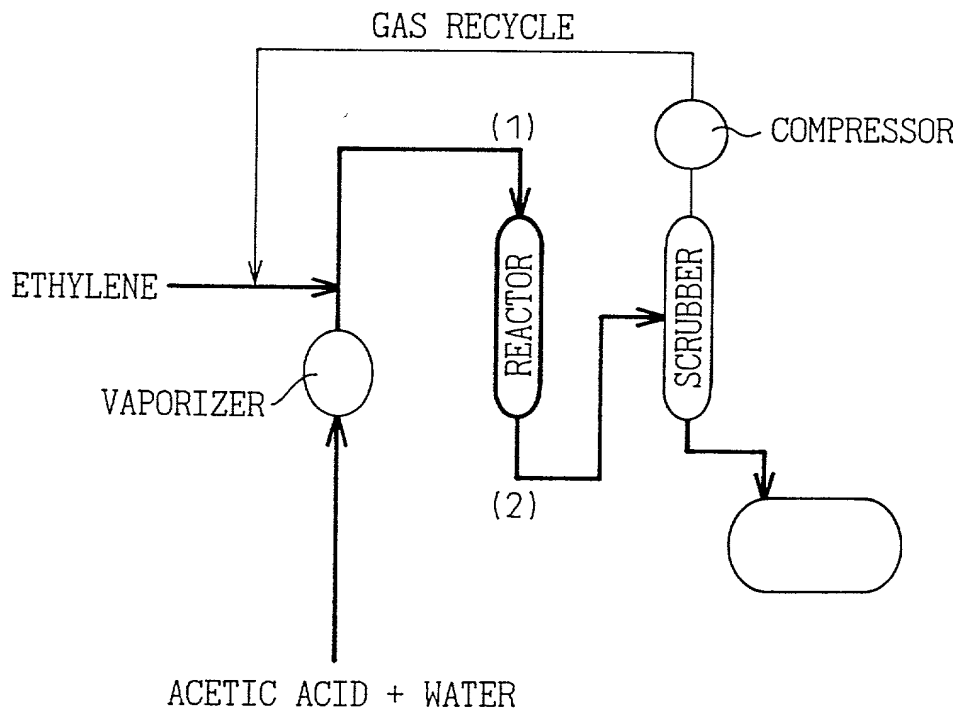 GAS RECYCLE
(1)
COMPRESSOR
ETHYLENE
REACTOR
SCRUBBER
VAPORIZER
(2)
ACETIC ACID + WATER